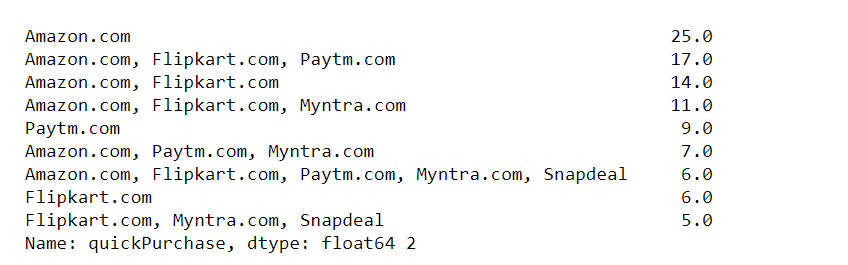 Amazon.com 25.0
Amazon.com, Flipkart.com, Paytm.com 17.0
Amazon.com, Flipkart.com 14.0
Amazon.com, Flipkart.com, Myntra.com 11.0
Paytm.com 9.0
Amazon.com, Paytm.com, Myntra.com 7.0
Amazon.com, Flipkart.com, Paytm.com, Myntra.com, Snapdeal 6.0
Flipkart.com 6.0
Flipkart.com, Myntra.com, Snapdeal 5.0
Name: quickPurchase, dtype: float64 2